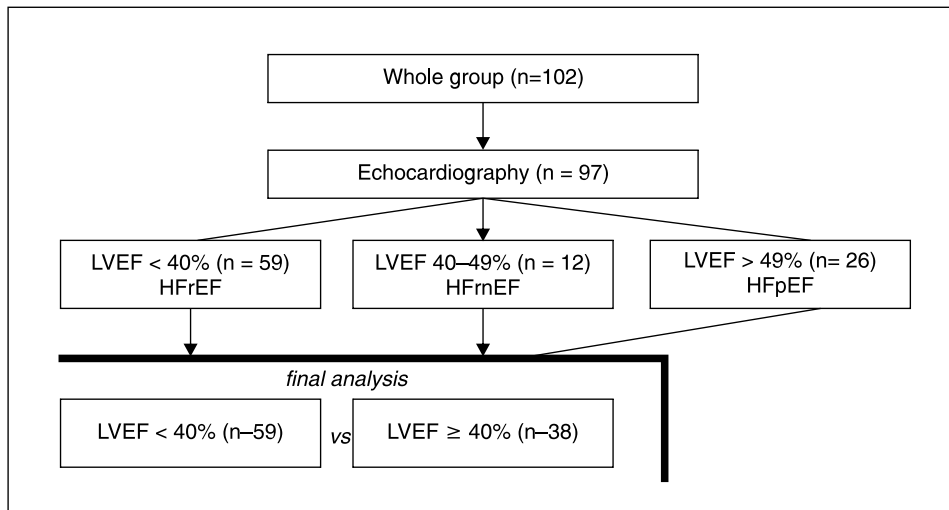 Whole group (n=102)
Echocardiography (n = 97)
LVEF < 40% (n = 59)
HFrEF
LVEF 40–49% (n = 12)
HFrnEF
LVEF > 49% (n= 26)
HFpEF
final analysis
LVEF < 40% (n–59)
vs
LVEF ≥ 40% (n–38)